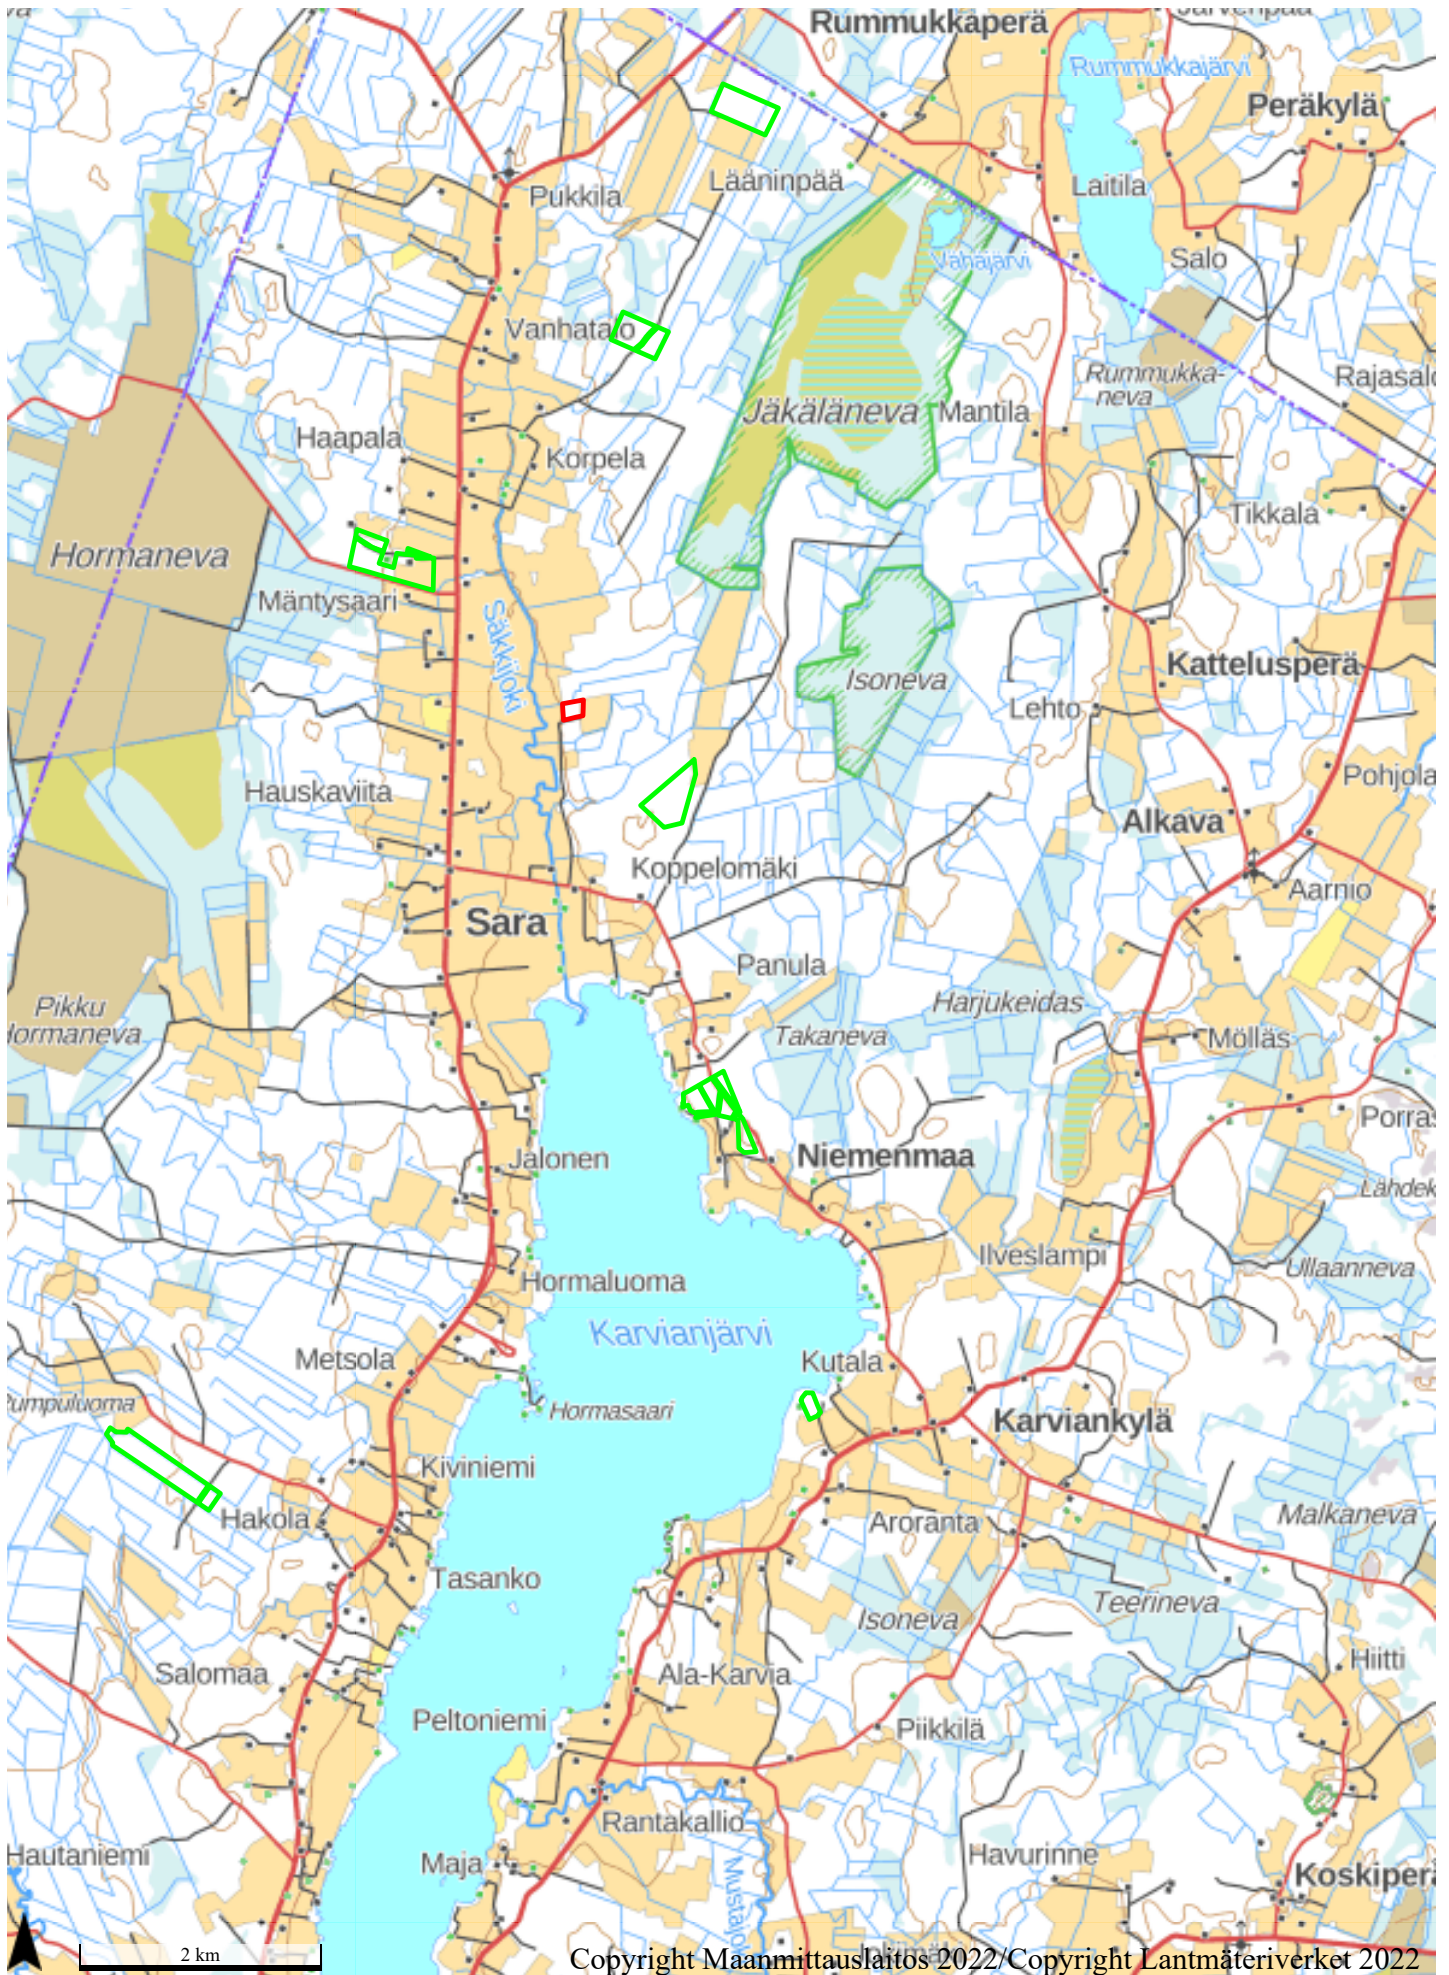 Rummukkaperä
Järvenpää
Rummukkajärvi
Peräkylä
Lääninpää
Laitila
Pukkila
Vähäjärvi
Salo
Vanhatalo
Rummukka-
neva
Rajasalo
Jäkäläneva
Mantila
Haapala
Korpela
Tikkala
Hormaneva
Mäntysaari
Säkkijoki
Kattelusperä
Isoneva
Lehto
Pohjola
Hauskaviita
Alkava
Koppelomäki
Aarnio
Sara
Panula
Harjukeidas
Pikku
Hormaneva
Takaneva
Mölläs
Porras
Jalonen
Niemenmaa
Lähdek
Ilveslampi
Ullaanneva
Hormaluoma
Karvianjärvi
Metsola
Kutala
Rumpuluoma
Hormasaari
Karviankylä
Kiviniemi
Hakola
Aroranta
Malkaneva
Tasanko
Teerineva
Isoneva
Hiitti
Salomaa
Ala-Karvia
Peltoniemi
Piikkilä
Rantakallio
Hautaniemi
Maja
Mustajoki
Havurinne
Koskiperä
2 km
Copyright Maanmittauslaitos 2022/Copyright Lantmäteriverket 2022